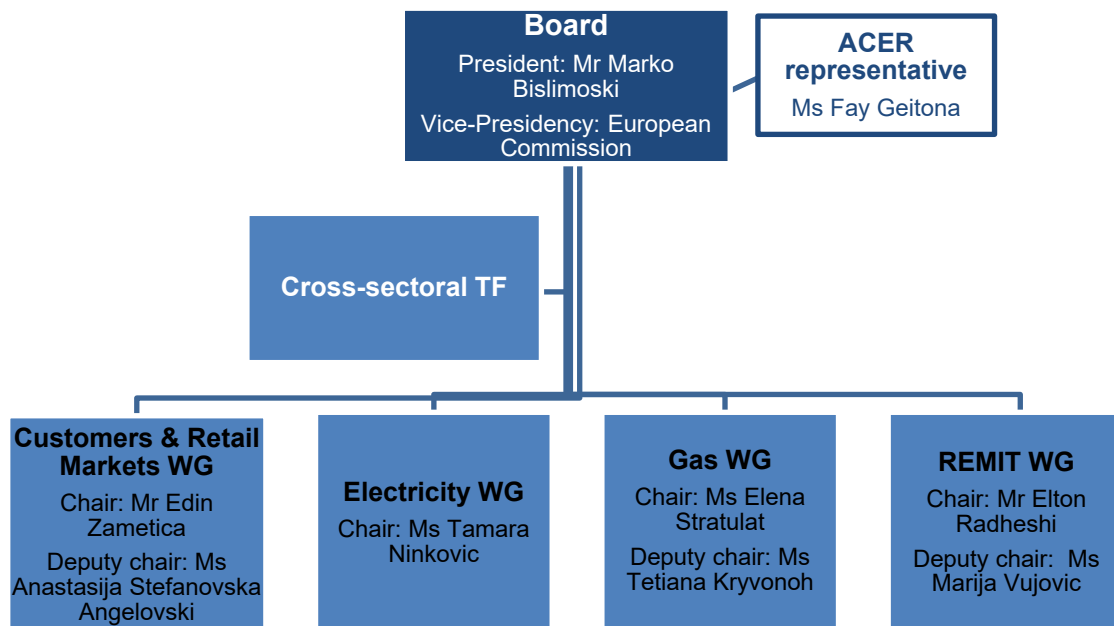 Board
President: Mr Marko
Bislimoski
Vice-Presidency: European
Commission
ACER
representative
Ms Fay Geitona
Cross-sectoral TF
Customers & Retail
Markets WG
Chair: Mr Edin
Zametica
Deputy chair: Ms
Anastasija Stefanovska
Angelovski
Electricity WG
Chair: Ms Tamara
Ninkovic
Gas WG
Chair: Ms Elena
Stratulat
Deputy chair: Ms
Tetiana Kryvonoh
REMIT WG
Chair: Mr Elton
Radheshi
Deputy chair: Ms
Marija Vujovic